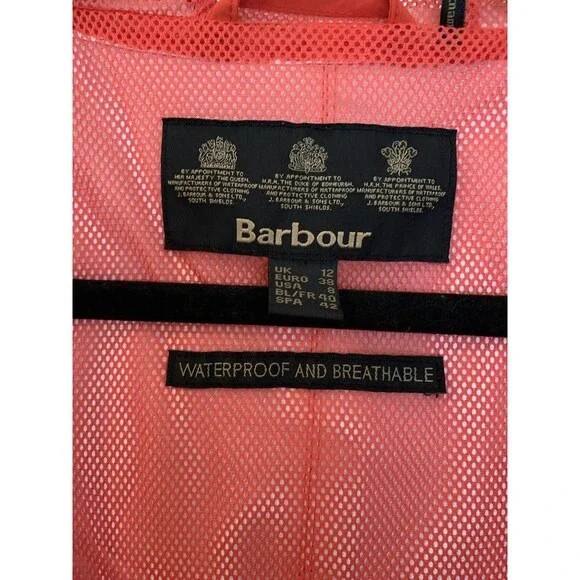 BY APPOINTMENT TO
HER MAJESTY THE QUEEN,
MANUFACTURERS OF WATERPROOF
AND PROTECTIVE CLOTHING
J. BARBOUR & SONS LTD.,
SOUTH SHIELDS.
BY APPOINTMENT TO
H.R.H. THE DUKE OF EDINBURGH,
MANUFACTURERS OF WATERPROOF
AND PROTECTIVE CLOTHING
J. BARBOUR & SONS LTD.,
SOUTH SHIELDS.
BY APPOINTMENT TO
H.R.H. THE PRINCE OF WALES,
MANUFACTURERS OF WATERPROOF
AND PROTECTIVE CLOTHING
J. BARBOUR & SONS LTD.,
SOUTH SHIELDS.
Barbour
UK 12
EURO 38
USA 8
BL/FR 40
SPA 42
WATERPROOF AND BREATHABLE